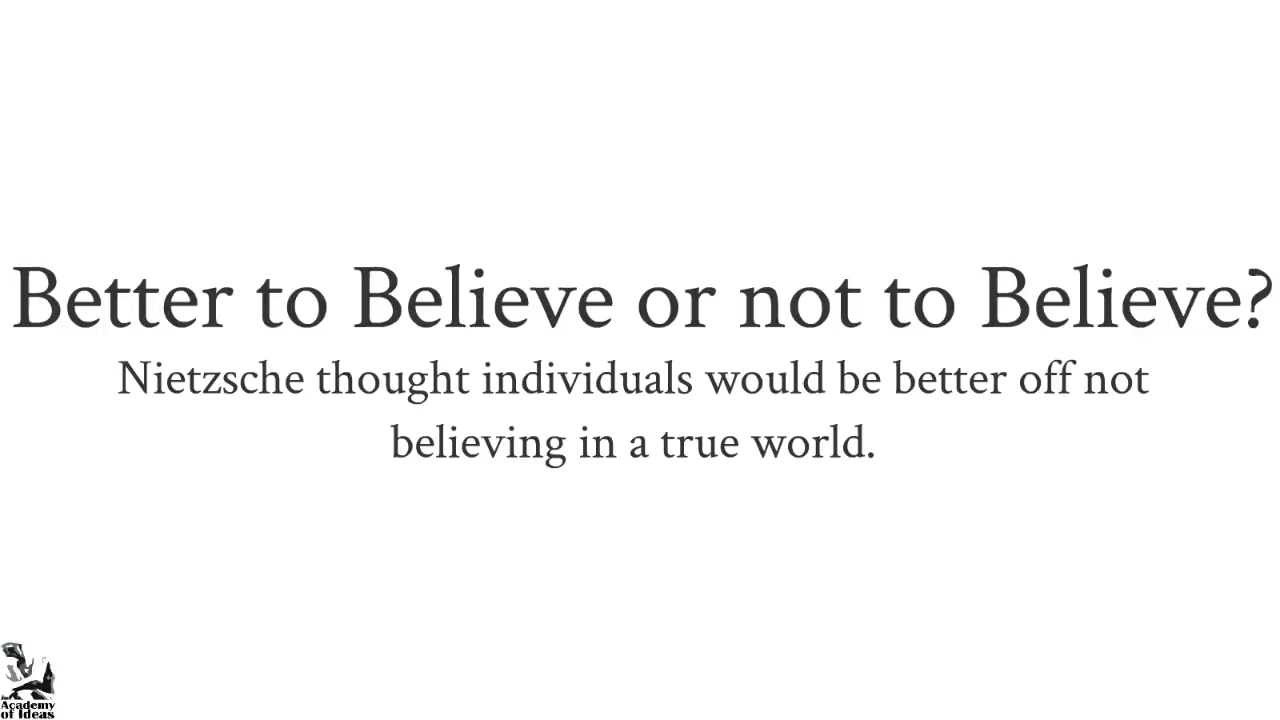 Better to Believe or not to Believe?
Nietzsche thought individuals would be better off not
believing in a true world.
Academy
of Ideas